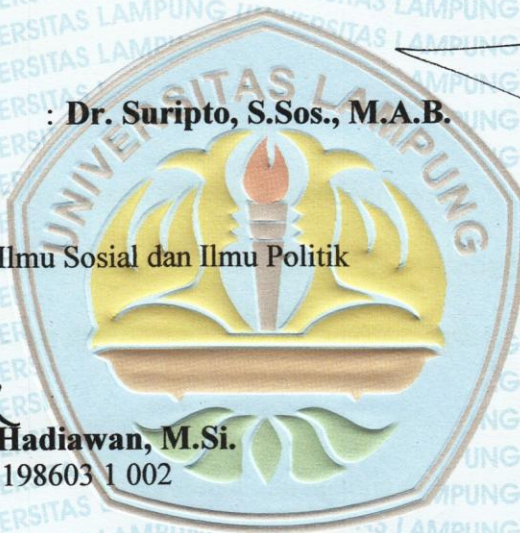 : Dr. Suripto, S.Sos., M.A.B.
UNIVERSITAS LAMPUNG
Ilmu Sosial dan Ilmu Politik
Hadiawan, M.Si.
198603 1 002